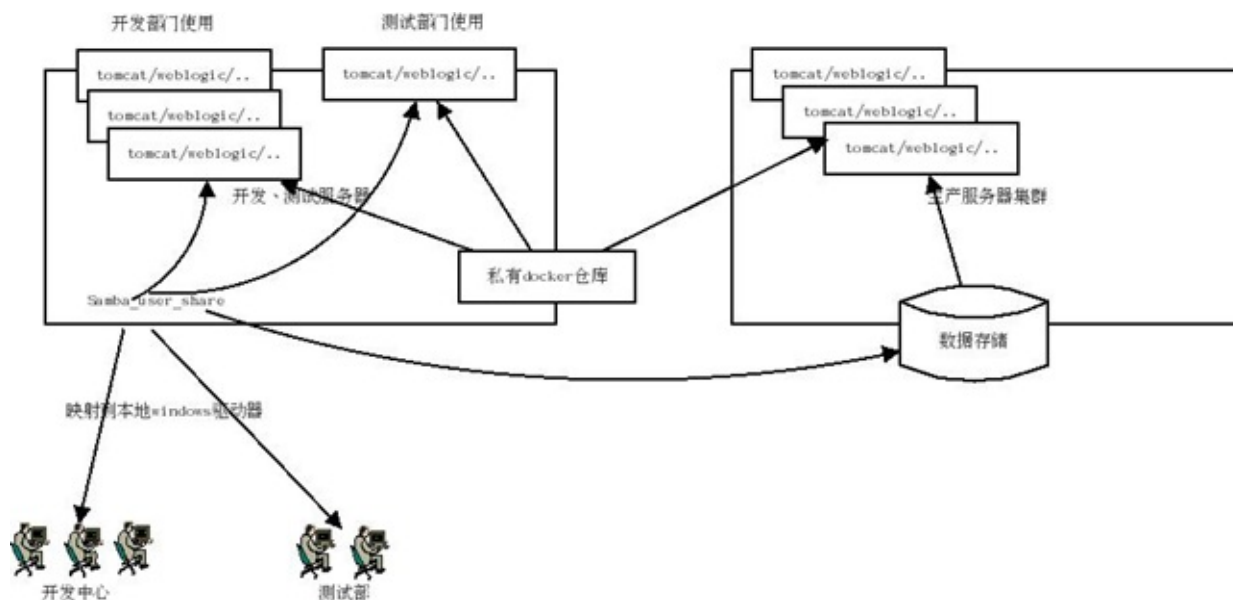 开发部门使用
测试部门使用
tomcat/weblogic/..
tomcat/weblogic/..
tomcat/weblogic/..
tomcat/weblogic/..
tomcat/weblogic/..
tomcat/weblogic/..
tomcat/weblogic/..
开发、测试服务器
生产服务器集群
私有docker仓库
Samba_user_share
数据存储
映射到本地windows驱动器
开发中心
测试部